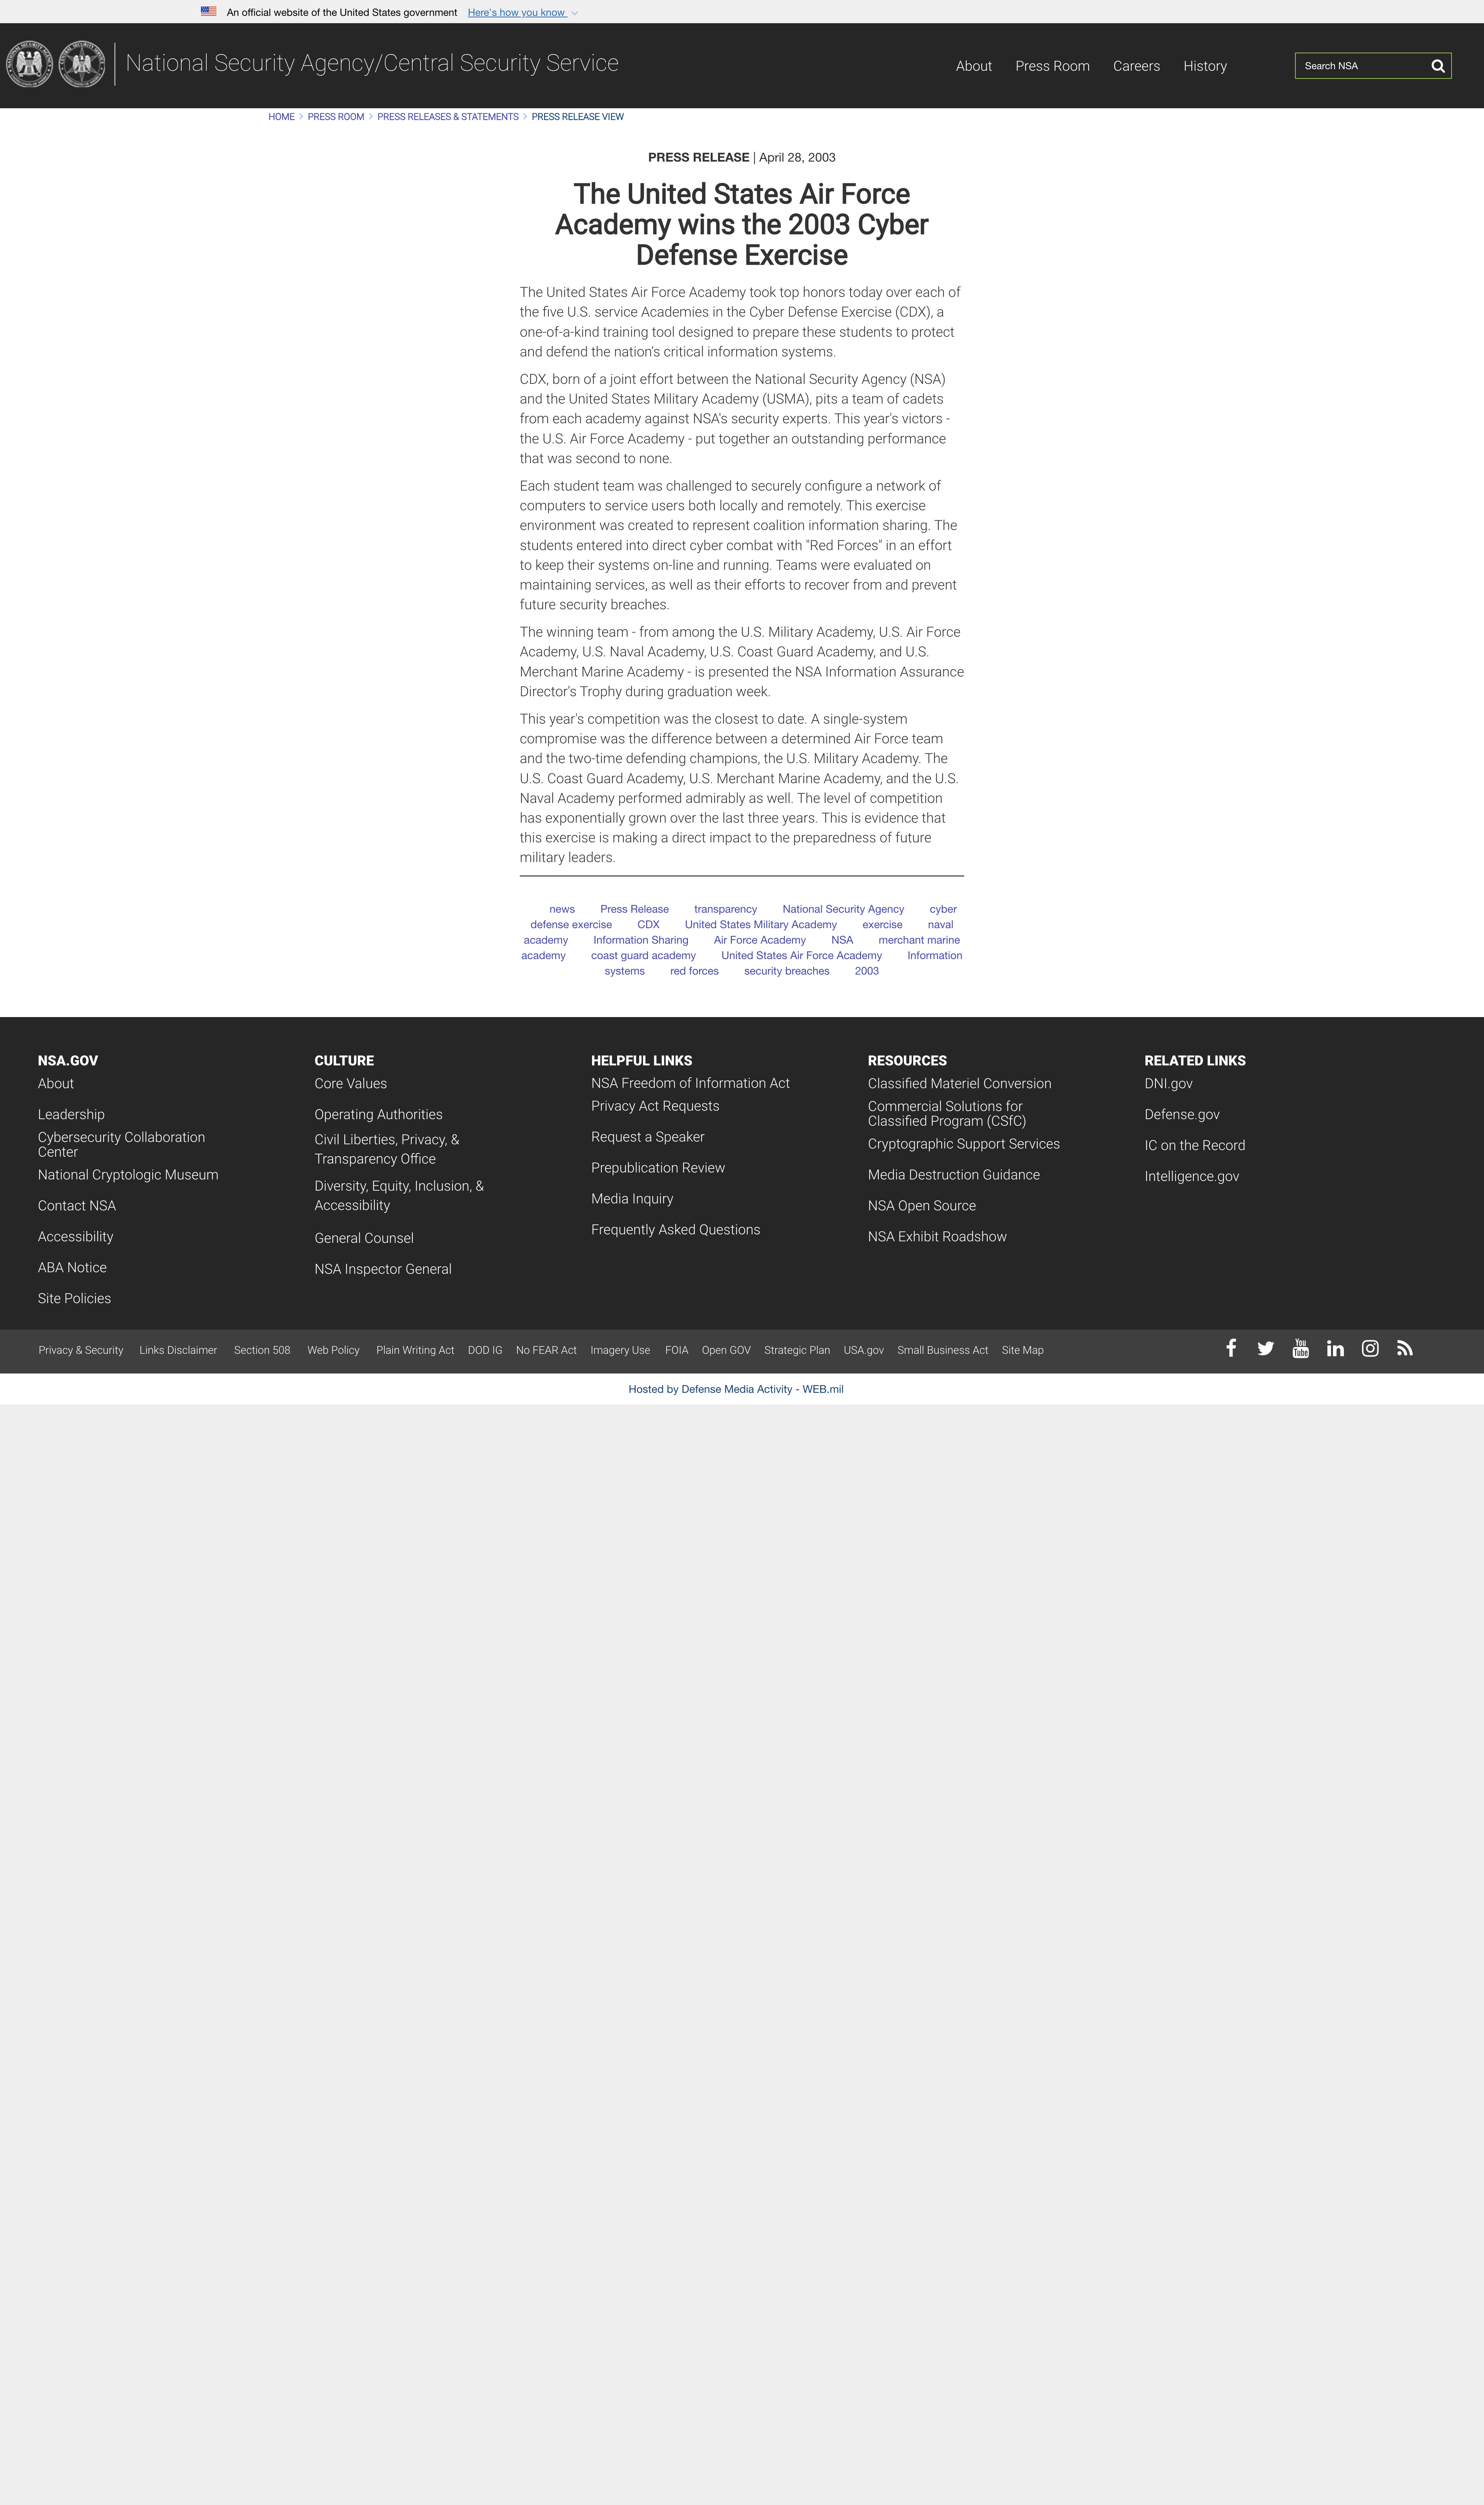 An official website of the United States government Here's how you know
National Security Agency/Central Security Service
About Press Room Careers History
Search NSA
HOME > PRESS ROOM > PRESS RELEASES & STATEMENTS > PRESS RELEASE VIEW
PRESS RELEASE | April 28, 2003
The United States Air Force
Academy wins the 2003 Cyber
Defense Exercise
The United States Air Force Academy took top honors today over each of
the five U.S. service Academies in the Cyber Defense Exercise (CDX), a
one-of-a-kind training tool designed to prepare these students to protect
and defend the nation's critical information systems.
CDX, born of a joint effort between the National Security Agency (NSA)
and the United States Military Academy (USMA), pits a team of cadets
from each academy against NSA's security experts. This year's victors -
the U.S. Air Force Academy - put together an outstanding performance
that was second to none.
Each student team was challenged to securely configure a network of
computers to service users both locally and remotely. This exercise
environment was created to represent coalition information sharing. The
students entered into direct cyber combat with "Red Forces" in an effort
to keep their systems on-line and running. Teams were evaluated on
maintaining services, as well as their efforts to recover from and prevent
future security breaches.
The winning team - from among the U.S. Military Academy, U.S. Air Force
Academy, U.S. Naval Academy, U.S. Coast Guard Academy, and U.S.
Merchant Marine Academy - is presented the NSA Information Assurance
Director's Trophy during graduation week.
This year's competition was the closest to date. A single-system
compromise was the difference between a determined Air Force team
and the two-time defending champions, the U.S. Military Academy. The
U.S. Coast Guard Academy, U.S. Merchant Marine Academy, and the U.S.
Naval Academy performed admirably as well. The level of competition
has exponentially grown over the last three years. This is evidence that
this exercise is making a direct impact to the preparedness of future
military leaders.
news Press Release transparency National Security Agency cyber
defense exercise CDX United States Military Academy exercise naval
academy Information Sharing Air Force Academy NSA merchant marine
academy coast guard academy United States Air Force Academy Information
systems red forces security breaches 2003
NSA.GOV
About
Leadership
Cybersecurity Collaboration
Center
National Cryptologic Museum
Contact NSA
Accessibility
ABA Notice
Site Policies
CULTURE
Core Values
Operating Authorities
Civil Liberties, Privacy, &
Transparency Office
Diversity, Equity, Inclusion, &
Accessibility
General Counsel
NSA Inspector General
HELPFUL LINKS
NSA Freedom of Information Act
Privacy Act Requests
Request a Speaker
Prepublication Review
Media Inquiry
Frequently Asked Questions
RESOURCES
Classified Materiel Conversion
Commercial Solutions for
Classified Program (CSfC)
Cryptographic Support Services
Media Destruction Guidance
NSA Open Source
NSA Exhibit Roadshow
RELATED LINKS
DNI.gov
Defense.gov
IC on the Record
Intelligence.gov
Privacy & Security Links Disclaimer Section 508 Web Policy Plain Writing Act DOD IG No FEAR Act Imagery Use FOIA Open GOV Strategic Plan USA.gov Small Business Act Site Map
You
Tube
Hosted by Defense Media Activity - WEB.mil